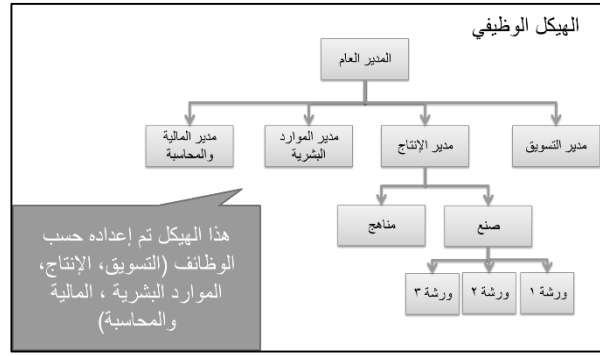 الهيكل الوظيفي
المدير العام
مدير التسويق
مدير الإنتاج
مدير الموارد
البشرية
مدير المالية
والمحاسبة
صنع
مناهج
ورشة ١
ورشة ٢
ورشة ٣
هذا الهيكل تم إعداده حسب
الوظائف (التسويق، الإنتاج،
الموارد البشرية ، المالية
والمحاسبة)